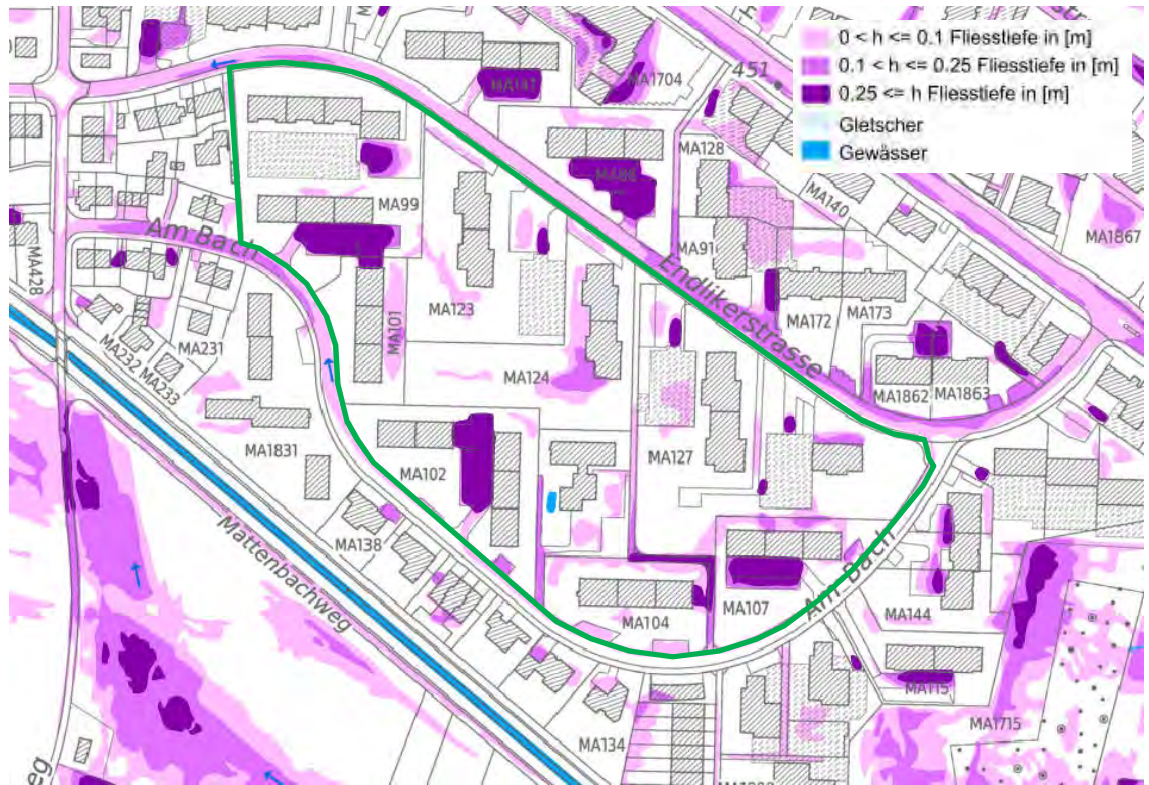 0 < h <= 0.1 Fliesstiefe in [m]
0.1 < h <= 0.25 Fliesstiefe in [m]
0.25 <= h Fliesstiefe in [m]
Gletscher
Gewässer
MA1704
451
MA128
MA140
MA99
MA91
MA1867
Am Bach
MA428
MA123
MA101
Endlikerstrasse
MA172
MA173
MA231
MA232
MA233
MA124
MA1862
MA1863
MA1831
MA102
MA127
MA138
Mattenbachweg
MA104
MA107
Am Bach
MA144
MA115
MA134
MA1715
eg